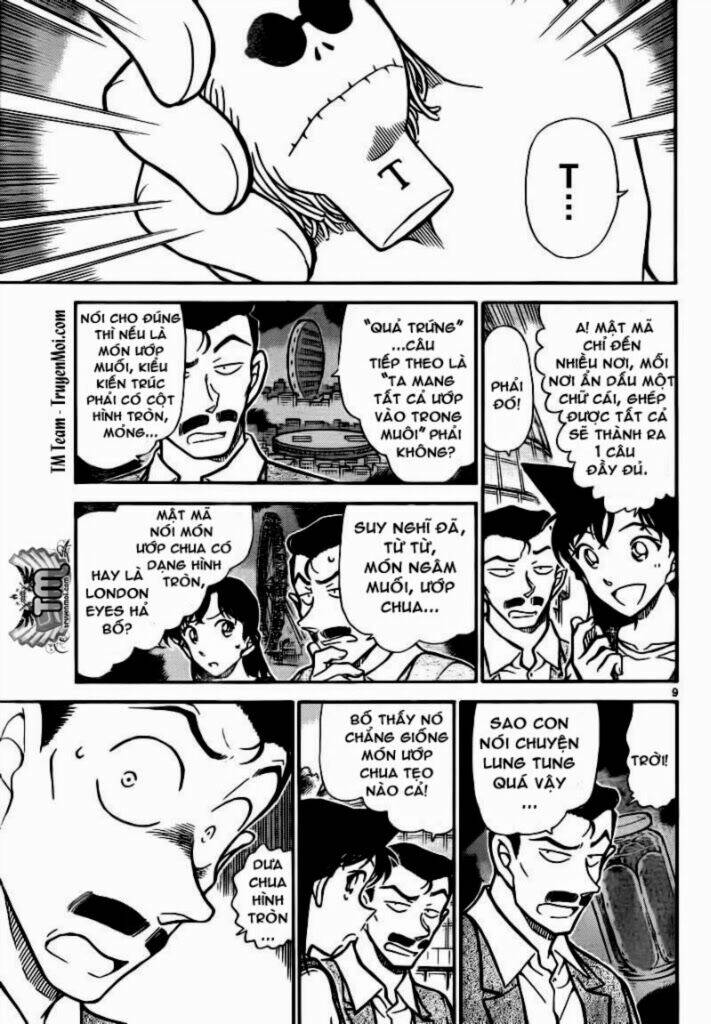 T
T...
A! MẬT MÃ
CHỈ ĐẾN
NHIỀU NƠI, MỖI
NƠI ẨN DẤU MỘT
CHỮ CÁI, GHÉP
ĐƯỢC TẤT CẢ
SẼ THÀNH RA
1 CÂU
ĐẦY ĐỦ.
PHẢI
ĐÓ!
"QUẢ TRỨNG"
...CÂU
TIẾP THEO LÀ
"TA MANG
TẤT CẢ ƯỚP
VÀO TRONG
MUÔI" PHẢI
KHÔNG?
NÓI CHO ĐÚNG
THÌ NẾU LÀ
MÓN ƯỚP
MUỐI, KIỂU
KIẾN TRÚC
PHẢI CÓ CỘT
HÌNH TRÒN,
MỎNG...
TM Team - TruyenMoi.com
SUY NGHĨ ĐÃ,
TỪ TỪ,
MÓN NGÂM
MUỐI, ƯỚP
CHUA...
MẬT MÃ
NÓI MÓN
ƯỚP CHUA CÓ
DẠNG HÌNH
TRÒN,
HAY LÀ
LONDON
EYES HẢ
BỐ?
TM
truyenmoi.com
9
TRỜI!
SAO CON
NÓI CHUYỆN
LUNG TUNG
QUÁ VẬY
...
BỐ THẤY NÓ
CHẲNG GIỐNG
MÓN ƯỚP
CHUA TẸO
NÀO CẢ!
DƯA
CHUA
HÌNH
TRÒN
...